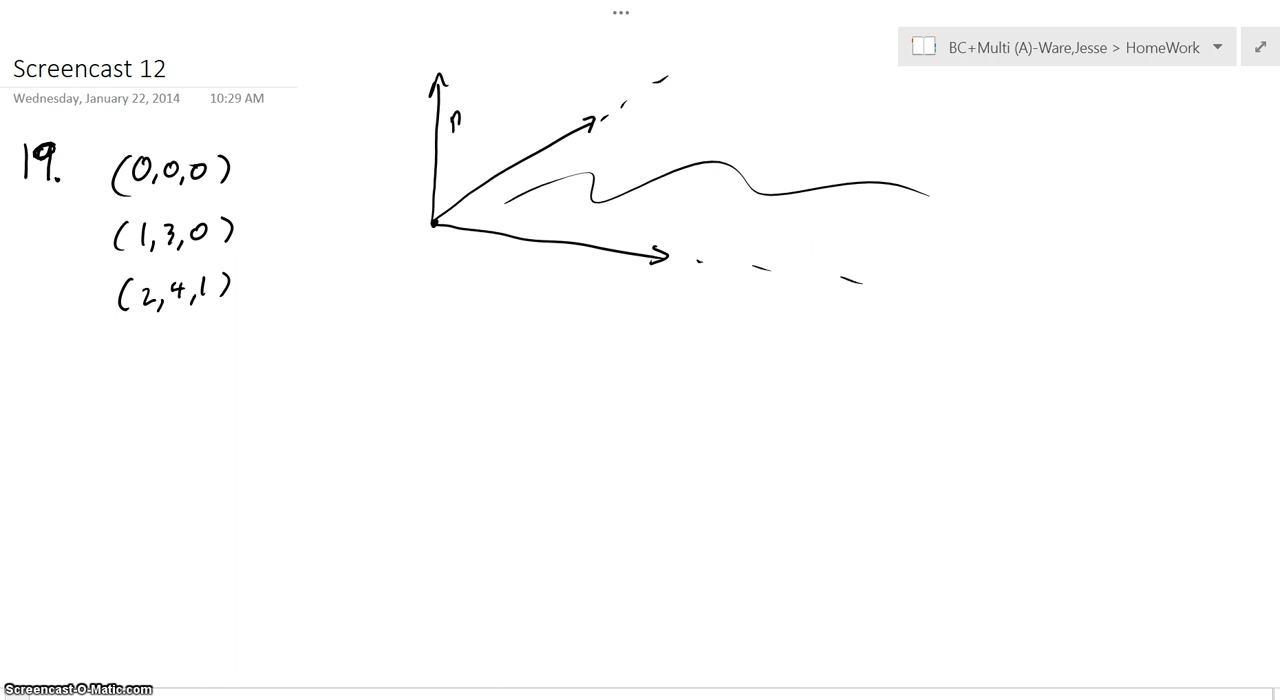 BC+Multi (A)-Ware,Jesse > HomeWork
Screencast 12
Wednesday, January 22, 2014 10:29 AM
19. (0,0,0)
(1,3,0)
(2,4,1)
n
Screencast-O-Matic.com